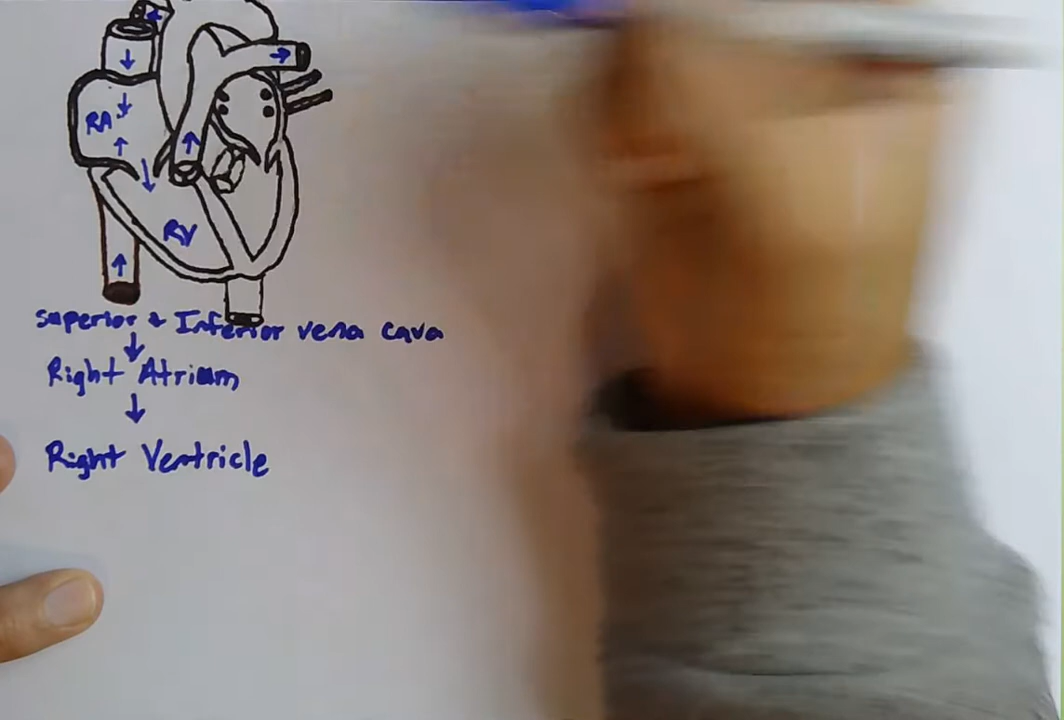 RA
RV
Superior & Inferior vena cava
Right Atrium
Right Ventricle